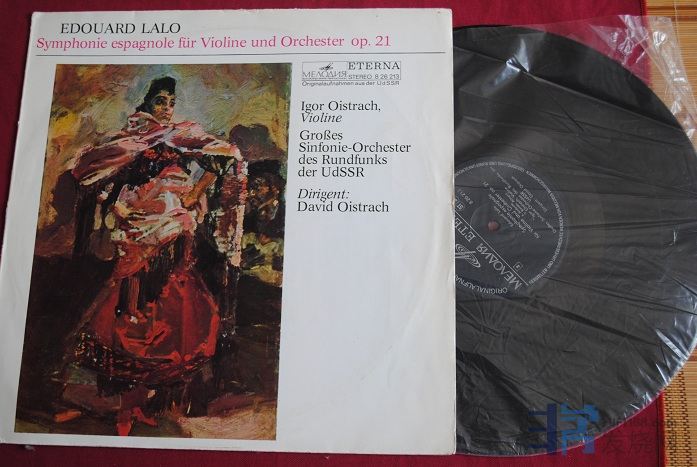 EDOUARD LALO
Symphonie espagnole für Violine und Orchester op. 21
МЕЛОДИЯ
ETERNA
STEREO 8 26 213
Originalaufnahmen aus der UdSSR
Igor Oistrach,
Violine
Großes
Sinfonie-Orchester
des Rundfunks
der UdSSR
Dirigent:
David Oistrach
МЕЛОДИЯ ETERNA